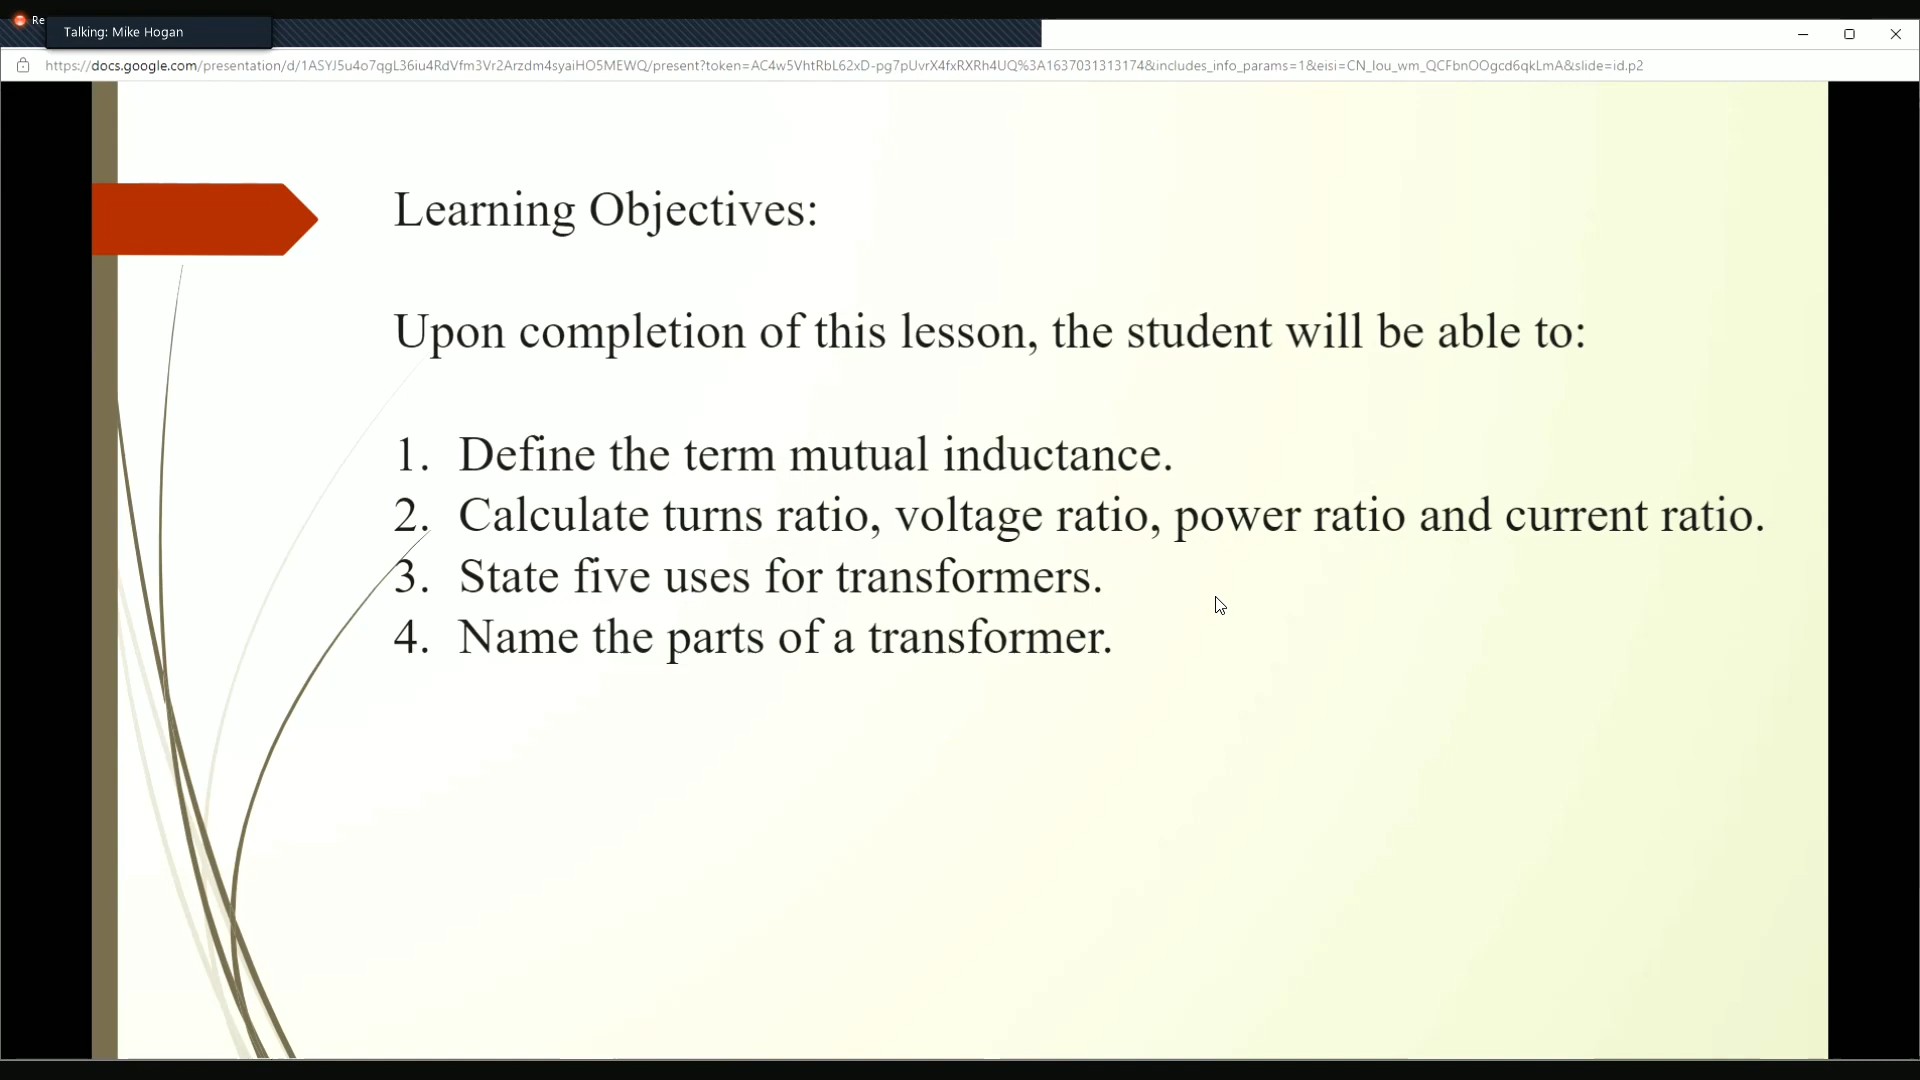 Re
Talking: Mike Hogan
https://docs.google.com/presentation/d/1ASYJ5u4o7qgL36iu4RdVfm3Vr2Arzdm4syaiHO5MEWQ/present?token=AC4w5VhtRbL62xD-pg7pUvrX4fxRXRh4UQ%3A1637031313174&includes_info_params=1&eisi=CN_lou_wm_QCFbnOOgcd6qkLmA&slide=id.p2
Learning Objectives:
Upon completion of this lesson, the student will be able to:
1. Define the term mutual inductance.
2. Calculate turns ratio, voltage ratio, power ratio and current ratio.
3. State five uses for transformers.
4. Name the parts of a transformer.